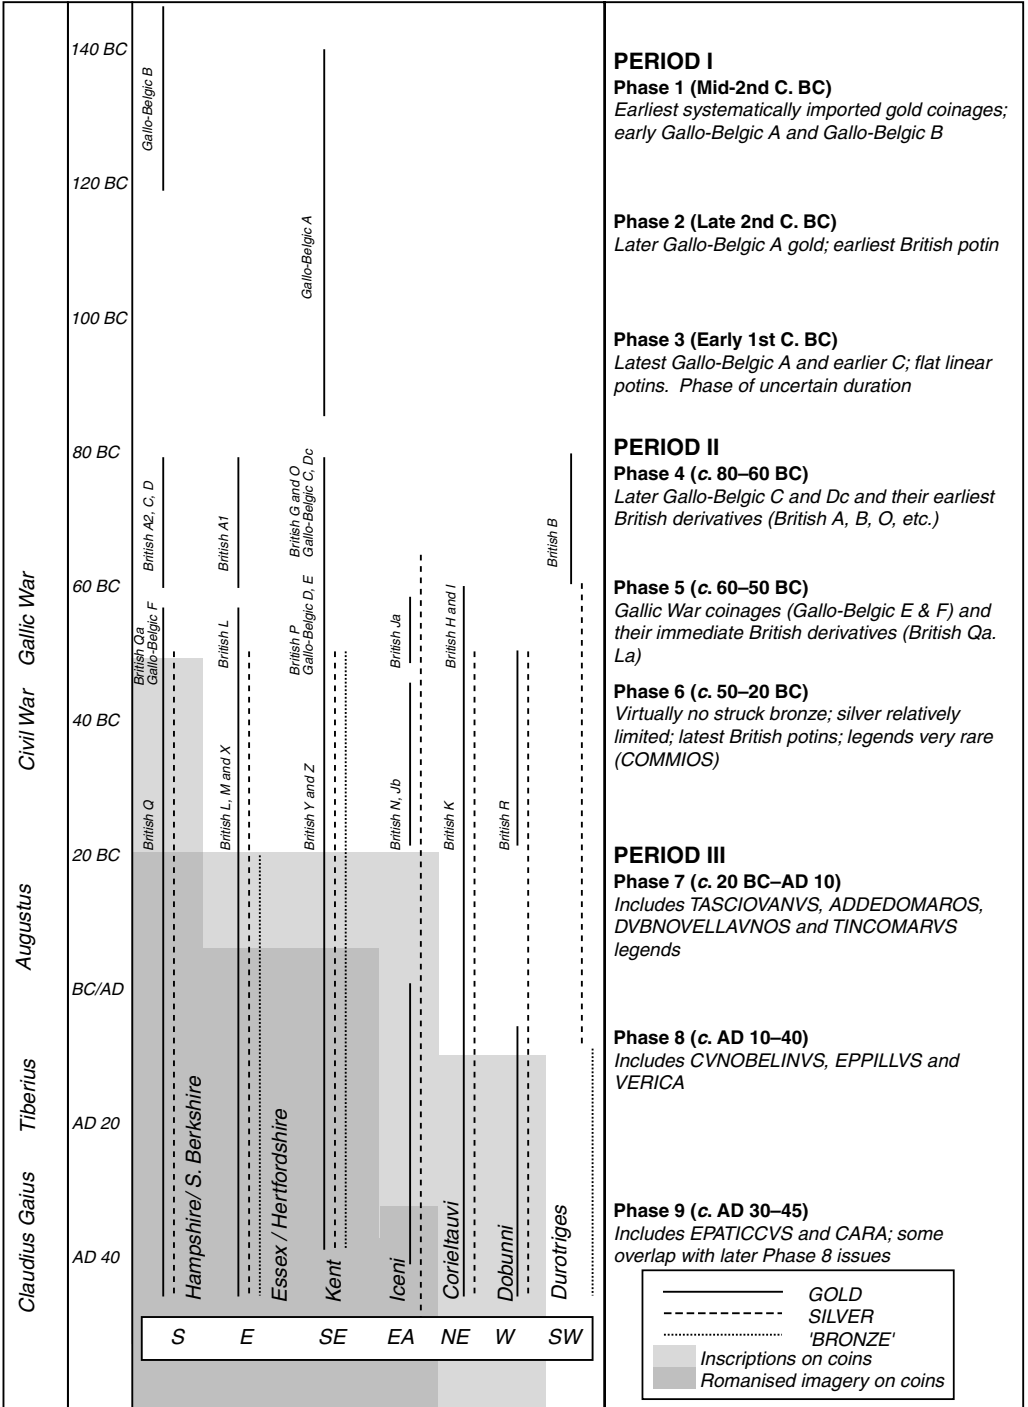 140 BC
120 BC
100 BC
80 BC
60 BC
40 BC
20 BC
BC/AD
AD 20
AD 40
Gallic War
Civil War
Augustus
Tiberius
Claudius Gaius
Gallo-Belgic B
British A2, C, D
British Qa
Gallo-Belgic F
British Q
Hampshire/ S. Berkshire
British A1
British L
British L, M and X
Essex / Hertfordshire
Gallo-Belgic A
British G and O
Gallo-Belgic C, Dc
British P
Gallo-Belgic D, E
British Y and Z
Kent
British Ja
British N, Jb
Iceni
British H and I
British K
Corieltauvi
British R
Dobunni
British B
Durotriges
S E SE EA NE W SW
PERIOD I
Phase 1 (Mid-2nd C. BC)
Earliest systematically imported gold coinages;
early Gallo-Belgic A and Gallo-Belgic B
Phase 2 (Late 2nd C. BC)
Later Gallo-Belgic A gold; earliest British potin
Phase 3 (Early 1st C. BC)
Latest Gallo-Belgic A and earlier C; flat linear
potins. Phase of uncertain duration
PERIOD II
Phase 4 (c. 80–60 BC)
Later Gallo-Belgic C and Dc and their earliest
British derivatives (British A, B, O, etc.)
Phase 5 (c. 60–50 BC)
Gallic War coinages (Gallo-Belgic E & F) and
their immediate British derivatives (British Qa.
La)
Phase 6 (c. 50–20 BC)
Virtually no struck bronze; silver relatively
limited; latest British potins; legends very rare
(COMMIOS)
PERIOD III
Phase 7 (c. 20 BC–AD 10)
Includes TASCIOVANVS, ADDEDOMAROS,
DVBNOVELLAVNOS and TINCOMARVS
legends
Phase 8 (c. AD 10–40)
Includes CVNOBELINVS, EPPILLVS and
VERICA
Phase 9 (c. AD 30–45)
Includes EPATICCVS and CARA; some
overlap with later Phase 8 issues
GOLD
SILVER
'BRONZE'
Inscriptions on coins
Romanised imagery on coins